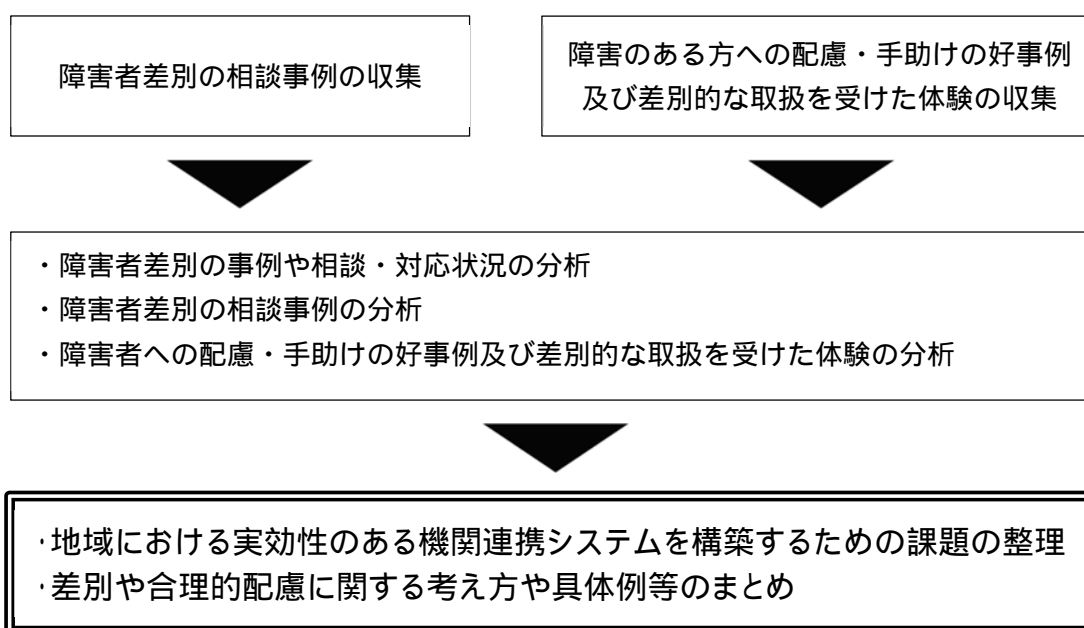 障害者差別の相談事例の収集
障害のある方への配慮・手助けの好事例
及び差別的な取扱を受けた体験の収集
・障害者差別の事例や相談・対応状況の分析
・障害者差別の相談事例の分析
・障害者への配慮・手助けの好事例及び差別的な取扱を受けた体験の分析
・地域における実効性のある機関連携システムを構築するための課題の整理
・差別や合理的配慮に関する考え方や具体例等のまとめ